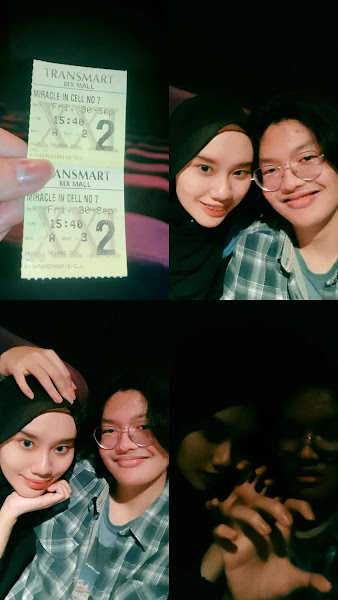 TRANSMART
MX MALL
MIRACLE IN CELL NO 7
Fri, 30-Sep
15:40
A 2 2
TRANSMART
MX MALL
MIRACLE IN CELL NO 7
Fri, 30-Sep
15:40
A 3 2